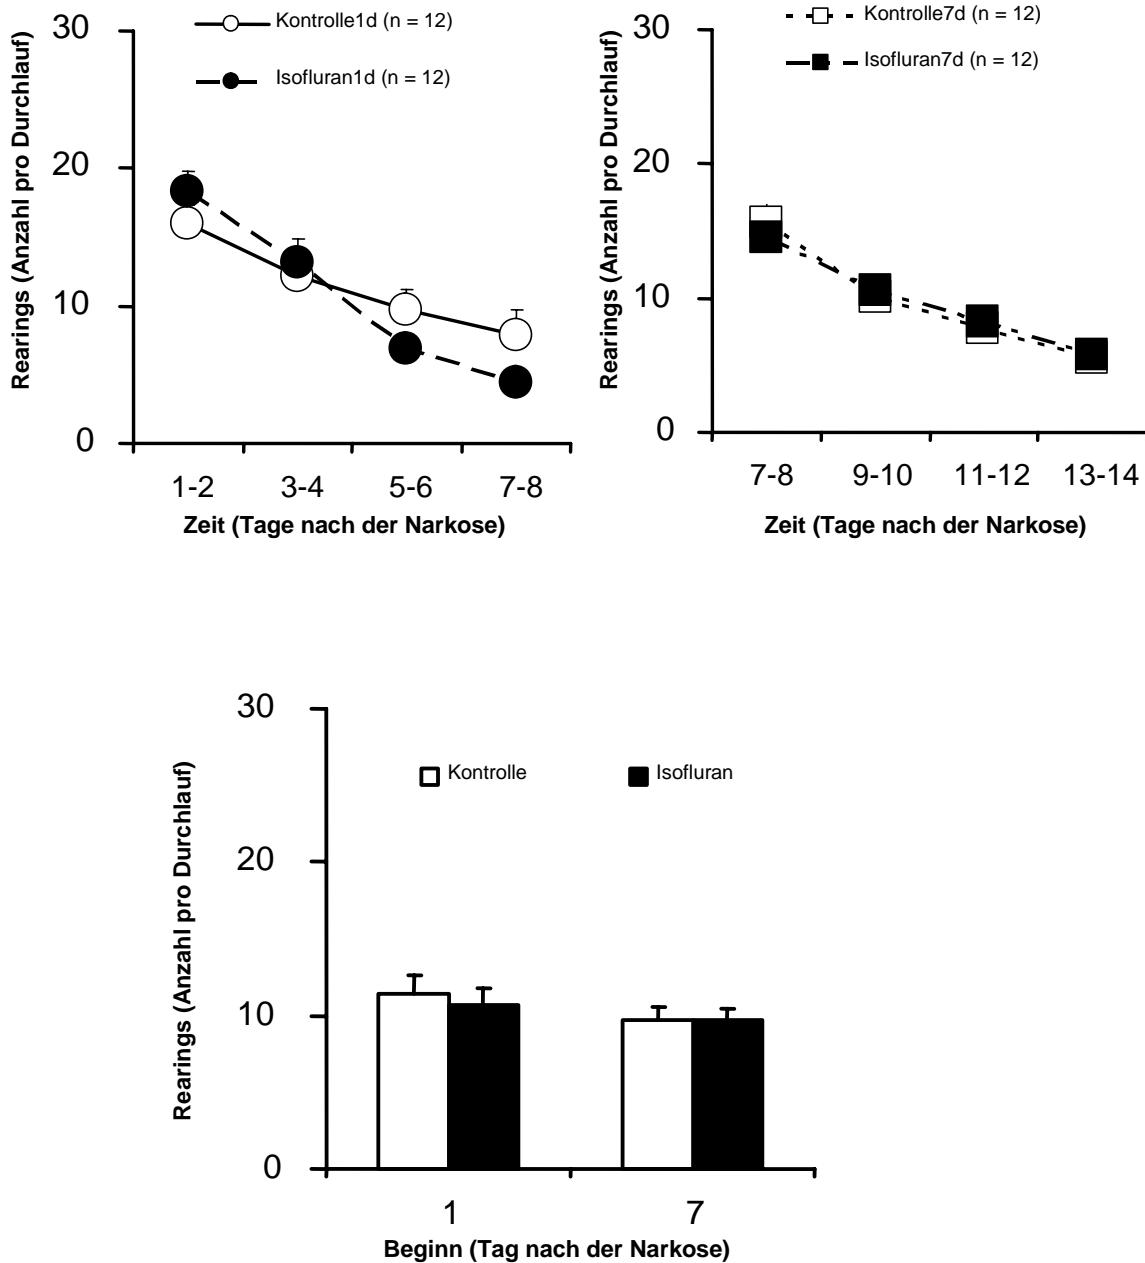 Rearings (Anzahl pro Durchlauf)
30
20
10
0
Kontrolle1d (n = 12)
Isofluran1d (n = 12)
1-2 3-4 5-6 7-8
Zeit (Tage nach der Narkose)
Rearings (Anzahl pro Durchlauf)
30
20
10
0
Kontrolle7d (n = 12)
Isofluran7d (n = 12)
7-8 9-10 11-12 13-14
Zeit (Tage nach der Narkose)
Rearings (Anzahl pro Durchlauf)
30
20
10
0
Kontrolle Isofluran
1 7
Beginn (Tag nach der Narkose)